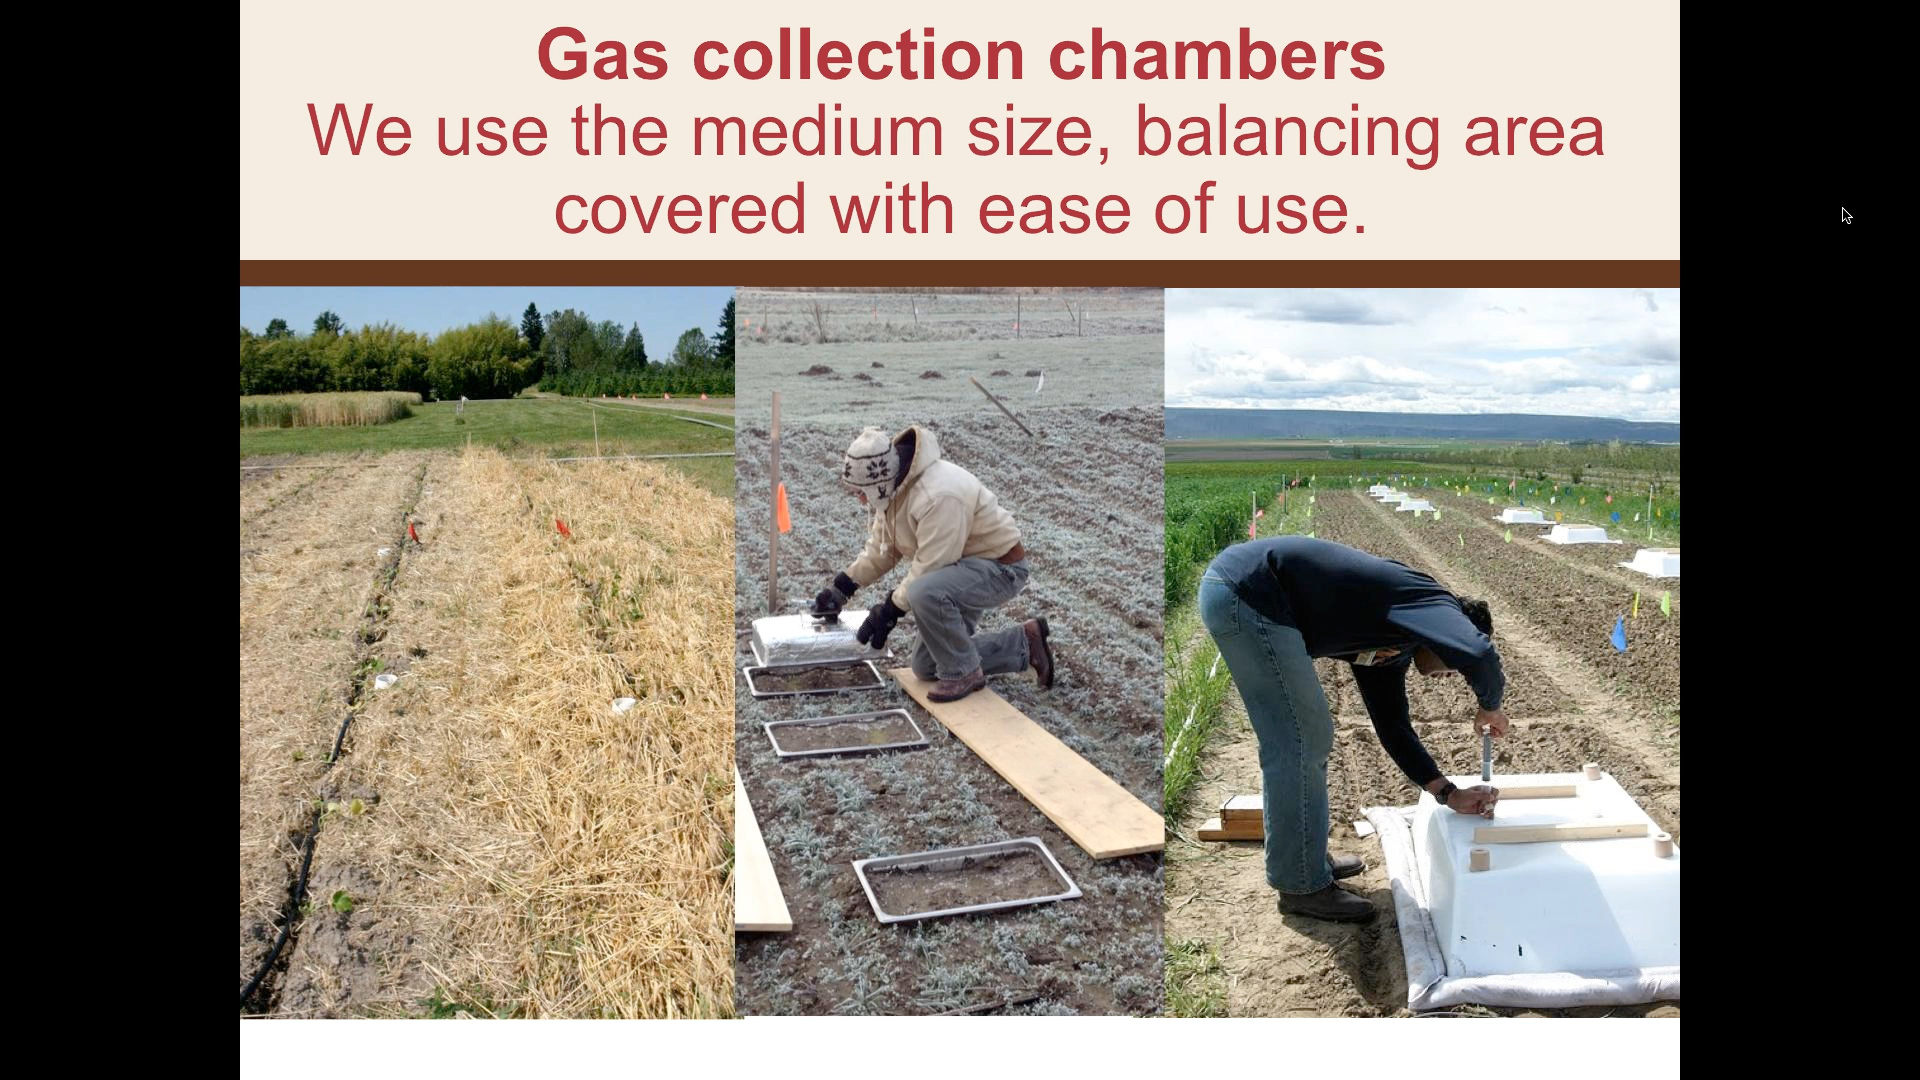 Gas collection chambers
We use the medium size, balancing area
covered with ease of use.